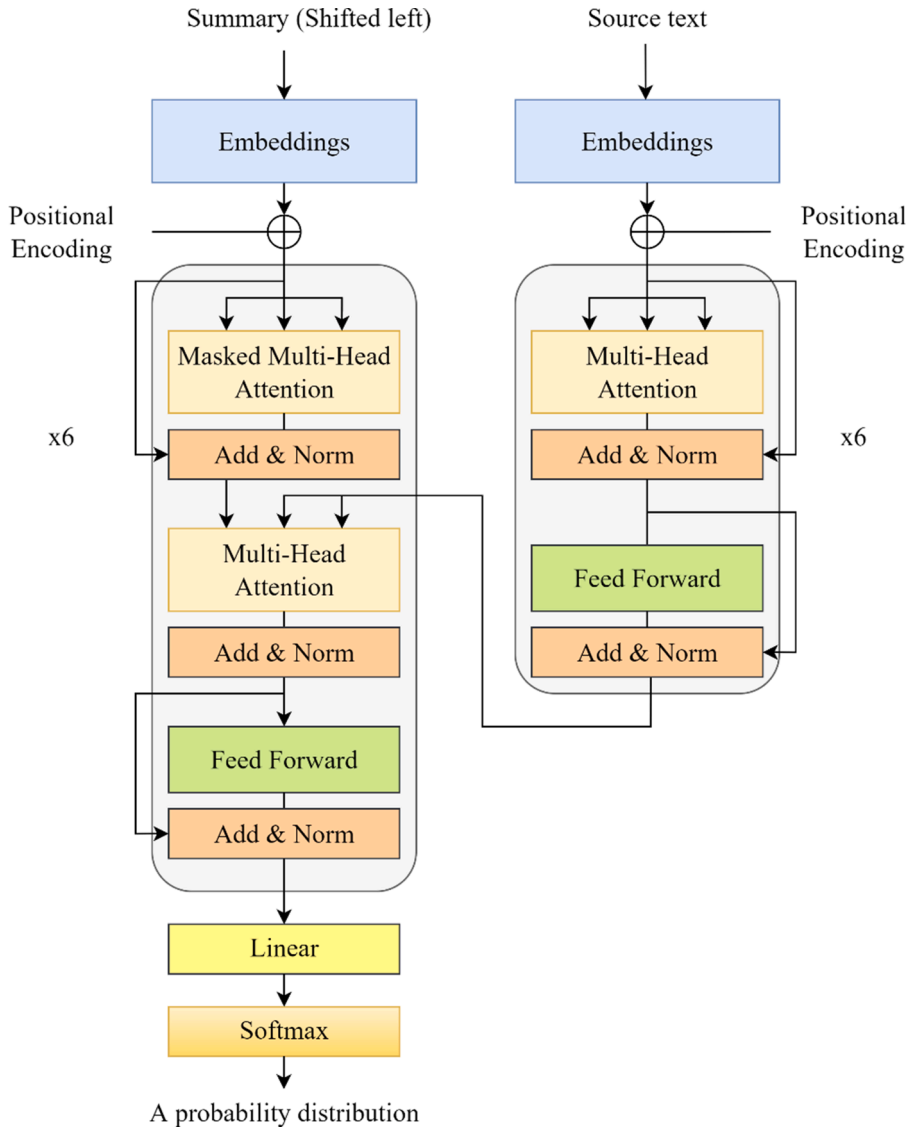 Summary (Shifted left)
Source text
Embeddings
Embeddings
Positional
Encoding
Positional
Encoding
Masked Multi-Head
Attention
Multi-Head
Attention
x6
Add & Norm
Add & Norm
x6
Multi-Head
Attention
Feed Forward
Add & Norm
Add & Norm
Feed Forward
Add & Norm
Linear
Softmax
A probability distribution